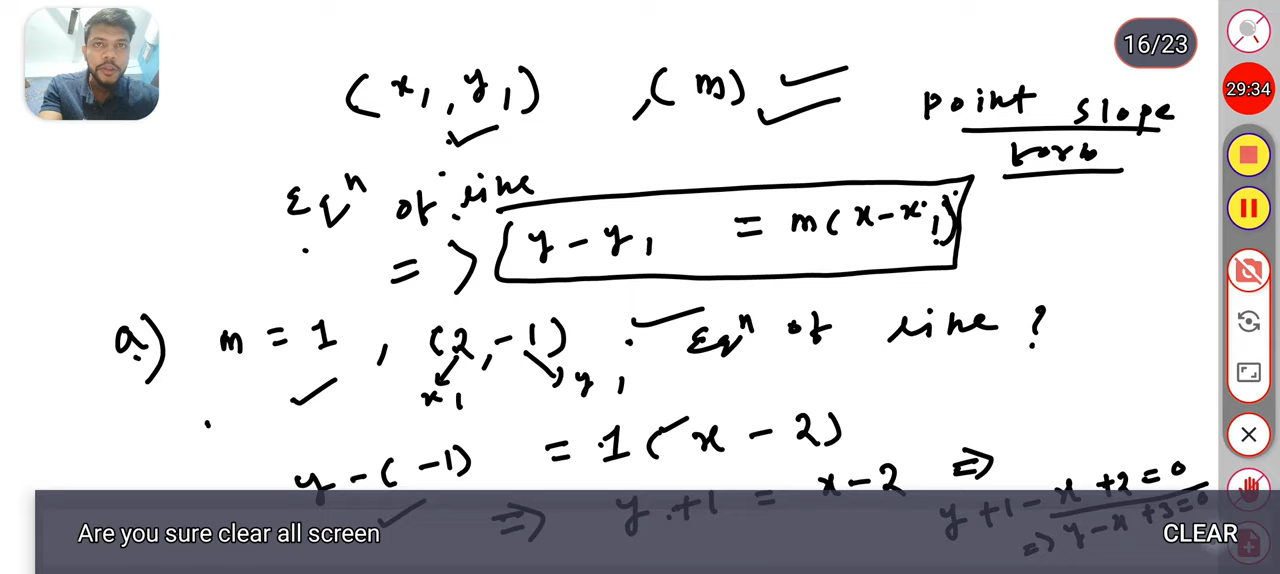 16/23
29:34
(x1, y1) , (m)
point slope
form
Eqn of line
=> (y - y1 = m(x - x1)
a) m = 1 , (2, -1) . Eqn of line ?
x1 y1
y - (-1) = 1(x - 2)
=> y + 1 = x - 2 =>
y + 1 - x + 2 = 0
=> y - x + 3 = 0
Are you sure clear all screen
CLEAR